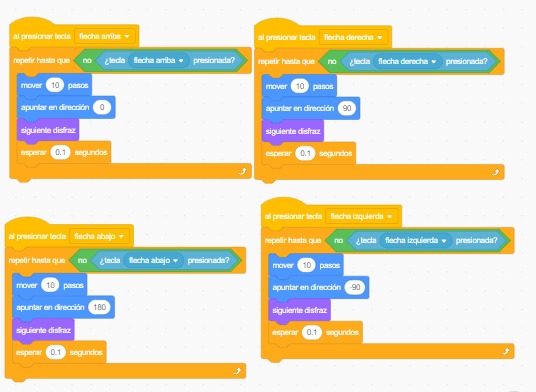 al presionar tecla flecha arriba
repetir hasta que no ¿tecla flecha arriba presionada?
mover 10 pasos
apuntar en dirección 0
siguiente disfraz
esperar 0.1 segundos
al presionar tecla flecha derecha
repetir hasta que no ¿tecla flecha derecha presionada?
mover 10 pasos
apuntar en dirección 90
siguiente disfraz
esperar 0.1 segundos
al presionar tecla flecha abajo
repetir hasta que no ¿tecla flecha abajo presionada?
mover 10 pasos
apuntar en dirección 180
siguiente disfraz
esperar 0.1 segundos
al presionar tecla flecha izquierda
repetir hasta que no ¿tecla flecha izquierda presionada?
mover 10 pasos
apuntar en dirección -90
siguiente disfraz
esperar 0.1 segundos